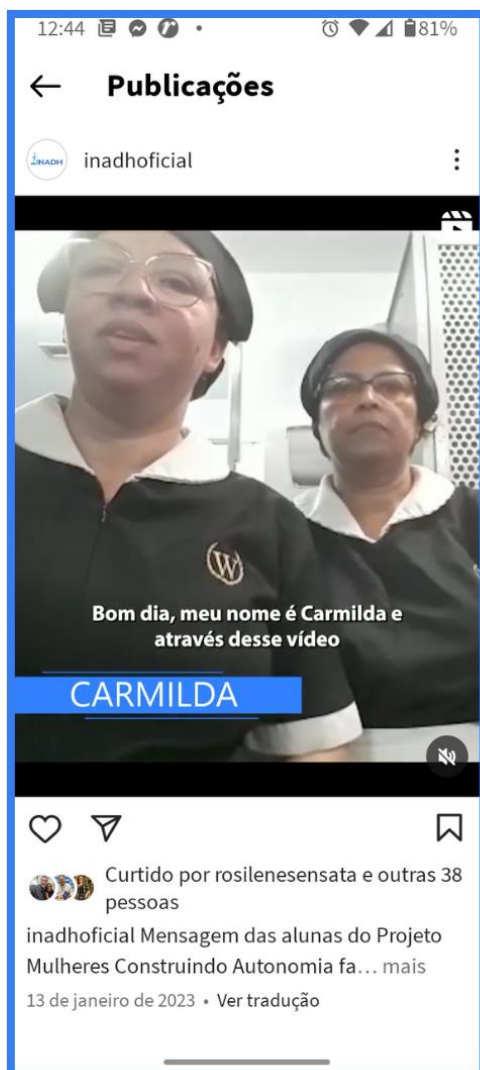 12:44 81%
Publicações
INADH inadhoficial
W
Bom dia, meu nome é Carmilda e
através desse vídeo
CARMILDA
Curtido por rosilenesensata e outras 38
pessoas
inadhoficial Mensagem das alunas do Projeto
Mulheres Construindo Autonomia fa... mais
13 de janeiro de 2023 • Ver tradução